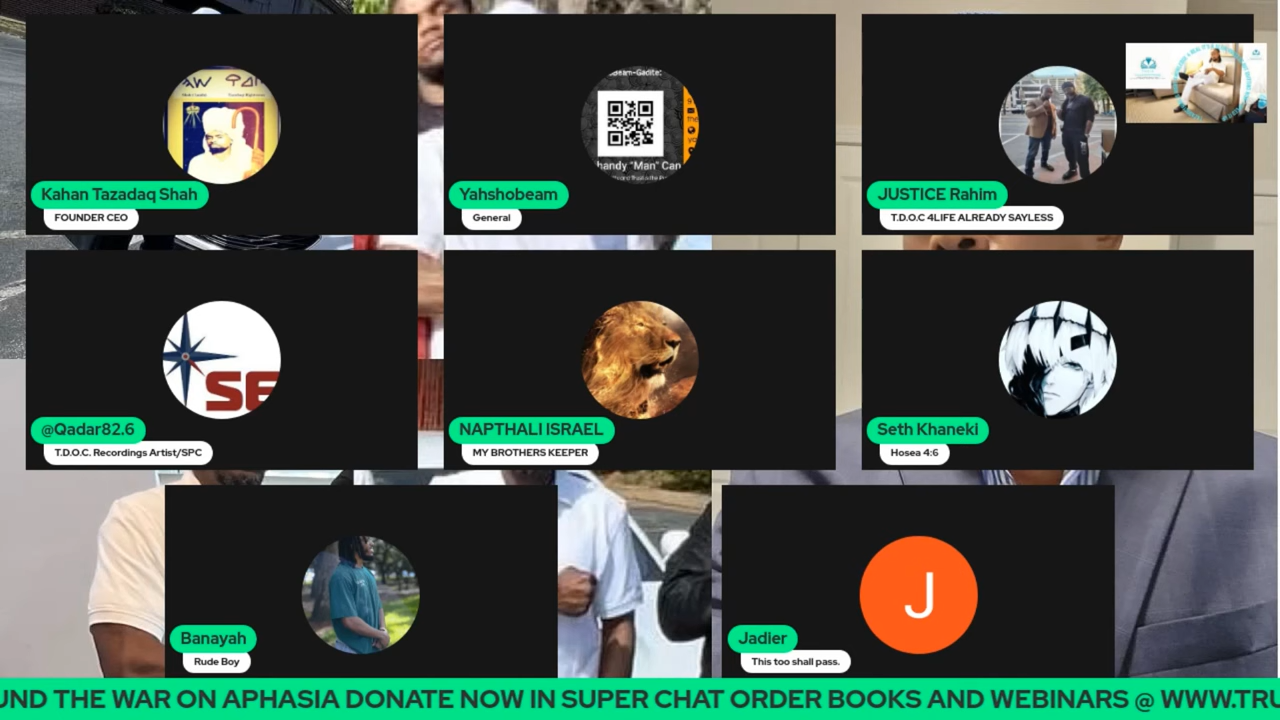 Kahan Tazadaq Shah
FOUNDER CEO
Yahshobeam
General
JUSTICE Rahim
T.D.O.C 4LIFE ALREADY SAYLESS
SE
@Qadar82.6
T.D.O.C. Recordings Artist/SPC
NAPTHALI ISRAEL
MY BROTHERS KEEPER
Seth Khaneki
Hosea 4:6
Banayah
Rude Boy
J
Jadier
This too shall pass.
UND THE WAR ON APHASIA DONATE NOW IN SUPER CHAT ORDER BOOKS AND WEBINARS @ WWW.TRU